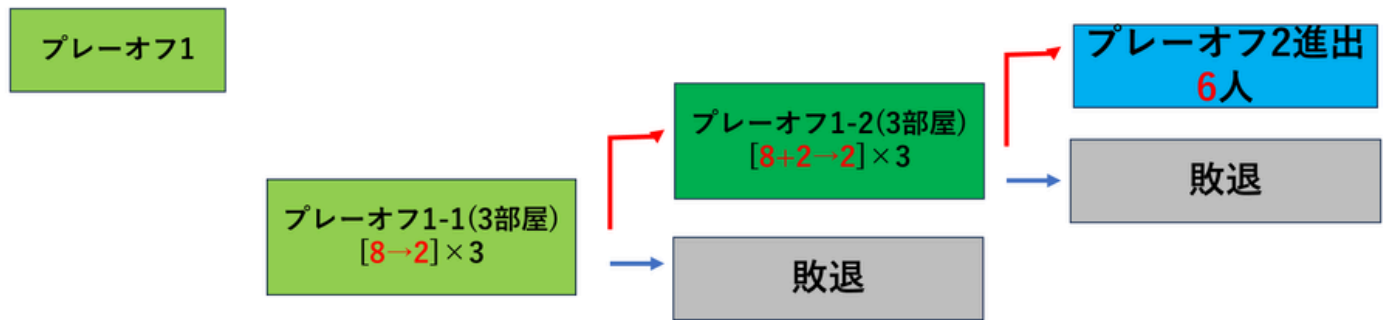 プレーオフ1
プレーオフ1-1(3部屋)
[8→2]×3
プレーオフ1-2(3部屋)
[8+2→2]×3
敗退
プレーオフ2進出
6人
敗退